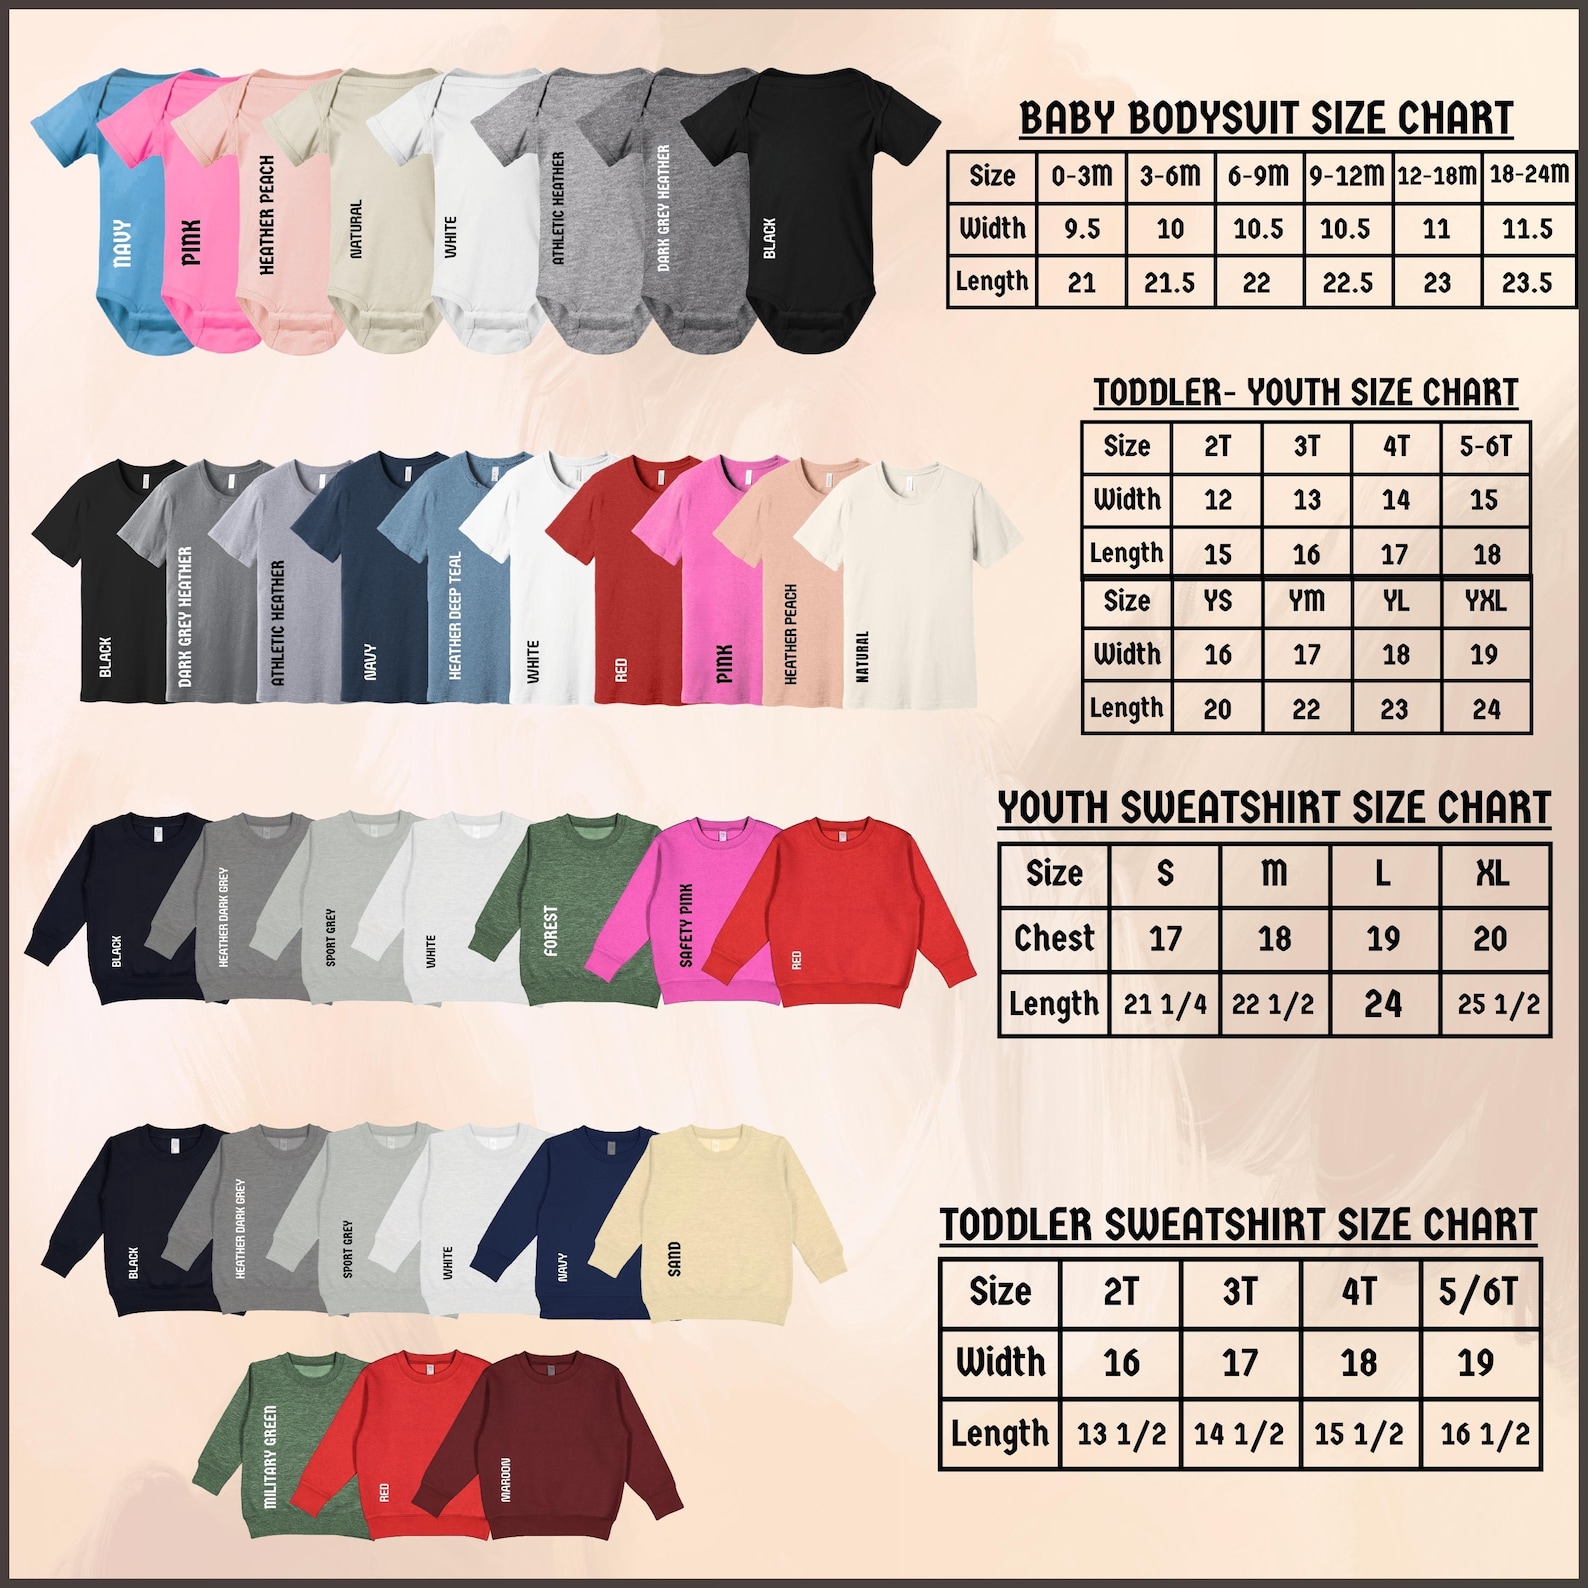 BABY BODYSUIT SIZE CHART
Size 0-3M 3-6M 6-9M 9-12M 12-18M 18-24M
Width 9.5 10 10.5 10.5 11 11.5
Length 21 21.5 22 22.5 23 23.5
NAVY
PINK
HEATHER PEACH
NATURAL
WHITE
ATHLETIC HEATHER
DARK GREY HEATHER
BLACK
TODDLER- YOUTH SIZE CHART
Size 2T 3T 4T 5-6T
Width 12 13 14 15
Length 15 16 17 18
Size YS YM YL YXL
Width 16 17 18 19
Length 20 22 23 24
BLACK
DARK GREY HEATHER
ATHLETIC HEATHER
NAVY
HEATHER DEEP TEAL
WHITE
RED
PINK
HEATHER PEACH
NATURAL
YOUTH SWEATSHIRT SIZE CHART
Size S M L XL
Chest 17 18 19 20
Length 21 1/4 22 1/2 24 25 1/2
BLACK
HEATHER DARK GREY
SPORT GREY
WHITE
FOREST
SAFETY PINK
RED
TODDLER SWEATSHIRT SIZE CHART
Size 2T 3T 4T 5/6T
Width 16 17 18 19
Length 13 1/2 14 1/2 15 1/2 16 1/2
BLACK
HEATHER DARK GREY
SPORT GREY
WHITE
NAVY
SAND
MILITARY GREEN
RED
MAROON